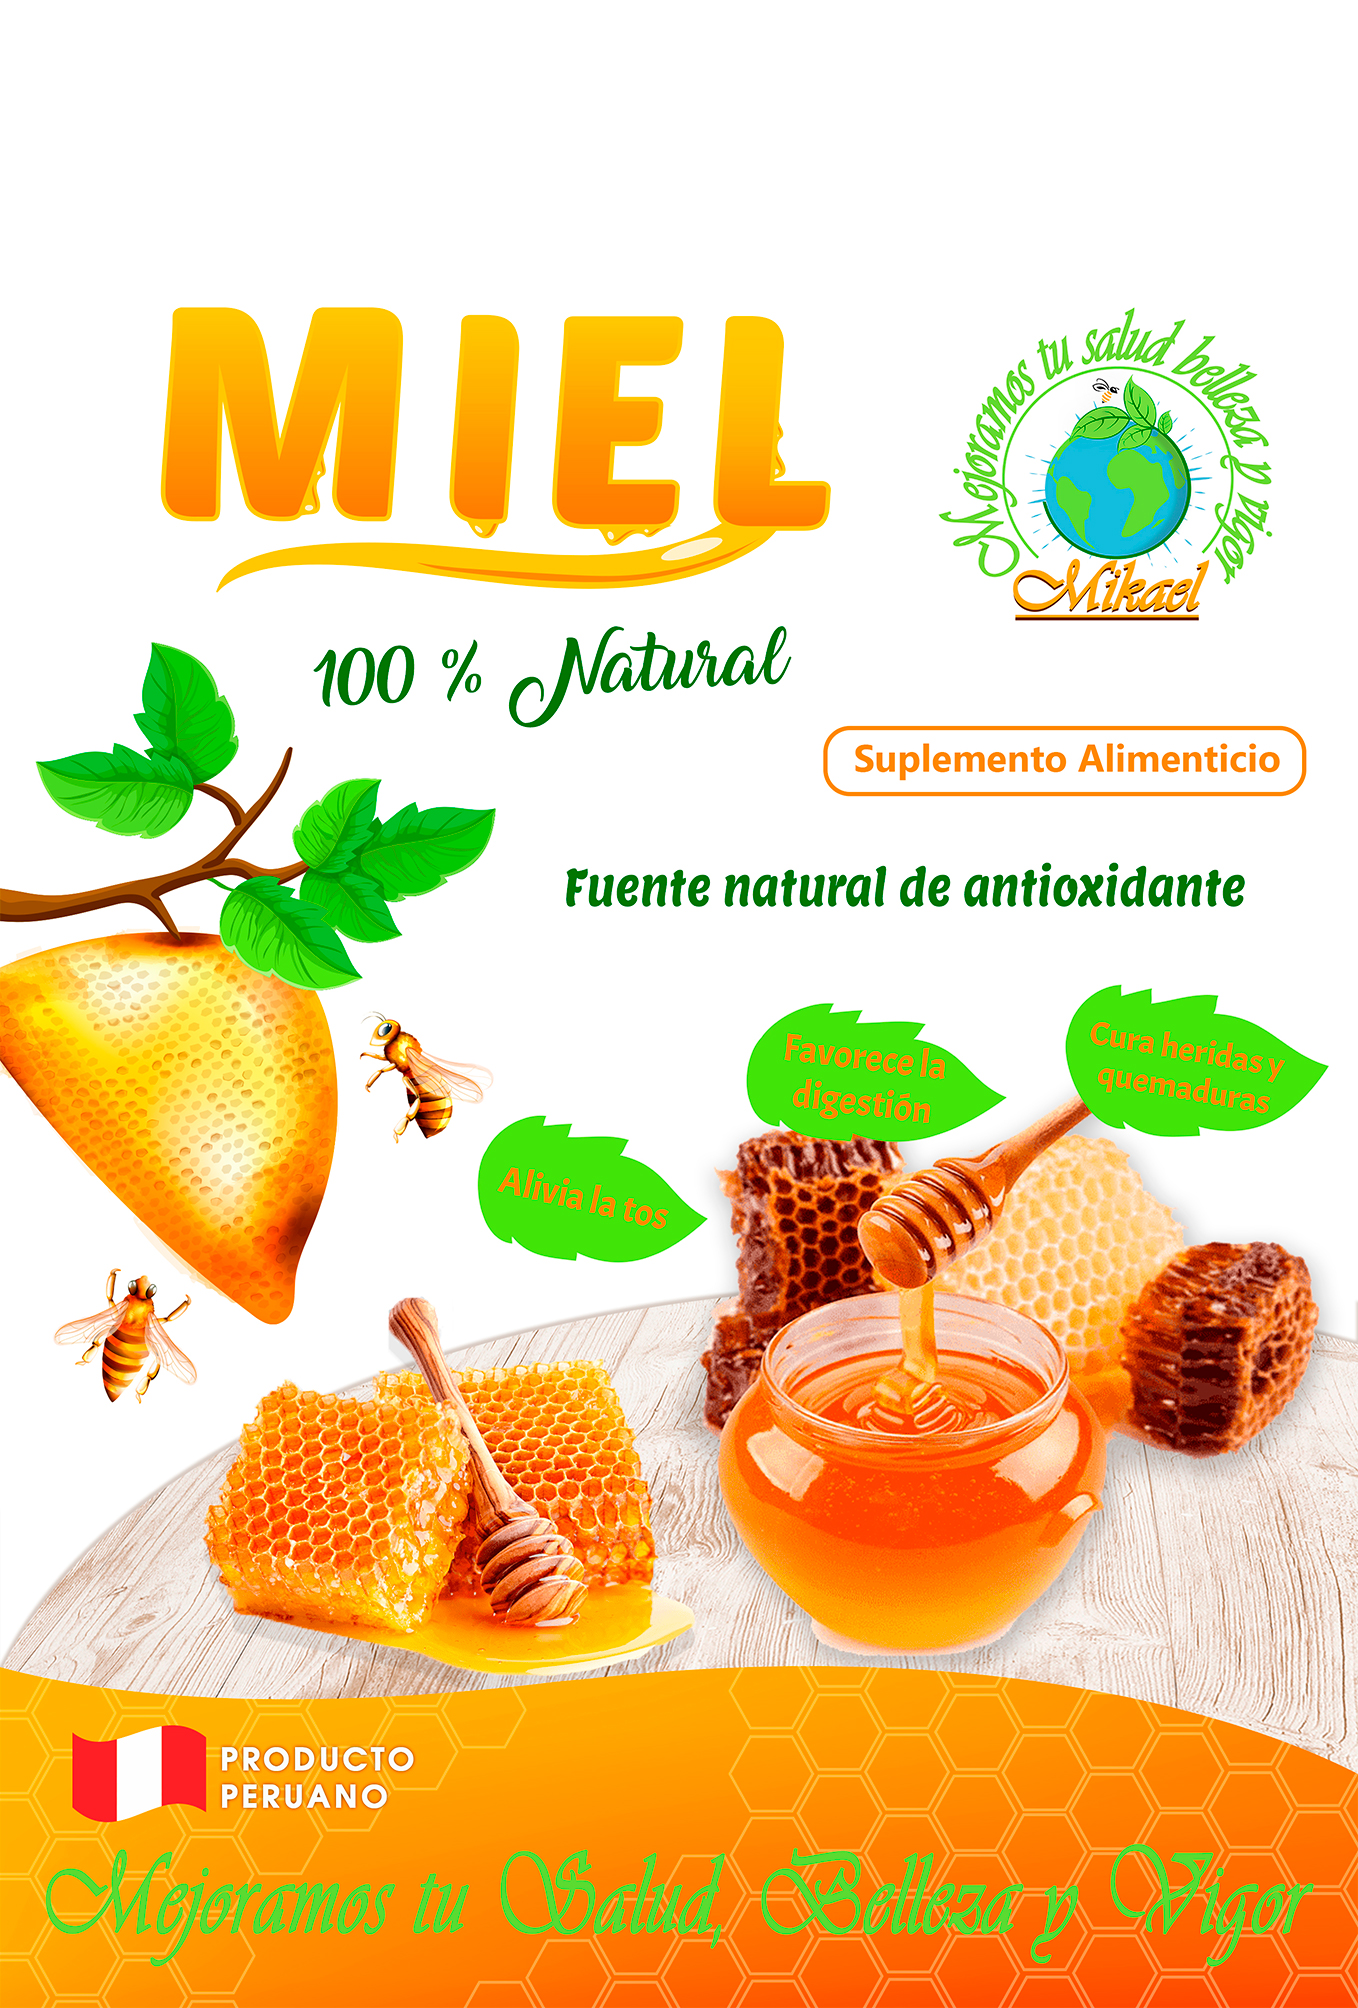 MIEL
Mejoramos tu salud belleza y vigor
Mikael
100 % Natural
Suplemento Alimenticio
Fuente natural de antioxidante
Favorece la
digestión
Cura heridas y
quemaduras
Alivia la tos
PRODUCTO
PERUANO
Mejoramos tu Salud, Belleza y Vigor